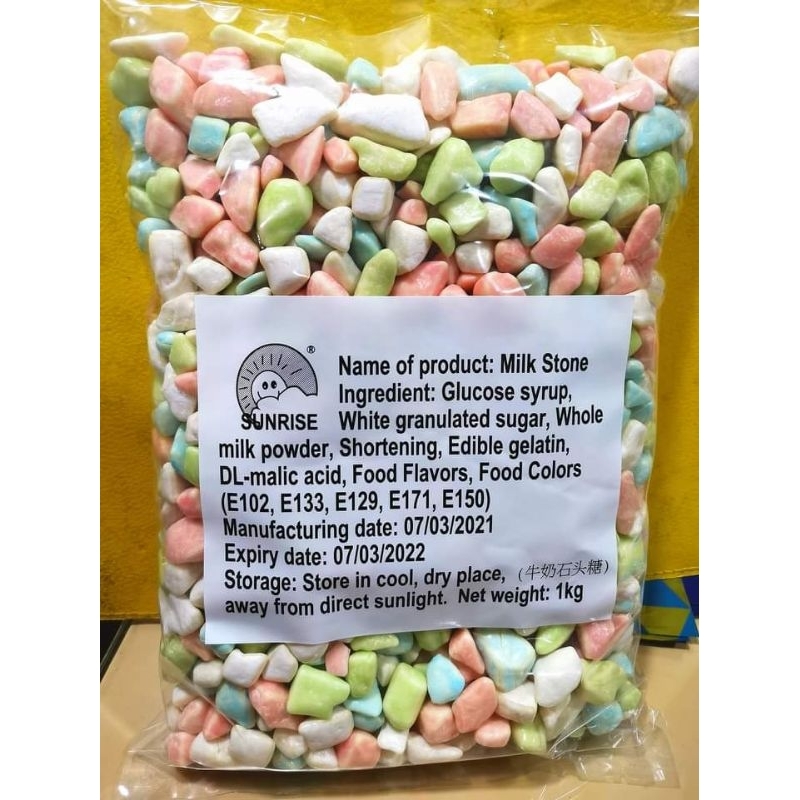 ®
Name of product: Milk Stone
Ingredient: Glucose syrup,
SUNRISE White granulated sugar, Whole
milk powder, Shortening, Edible gelatin,
DL-malic acid, Food Flavors, Food Colors
(E102, E133, E129, E171, E150)
Manufacturing date: 07/03/2021
Expiry date: 07/03/2022
Storage: Store in cool, dry place, (牛奶石头糖)
away from direct sunlight. Net weight: 1kg